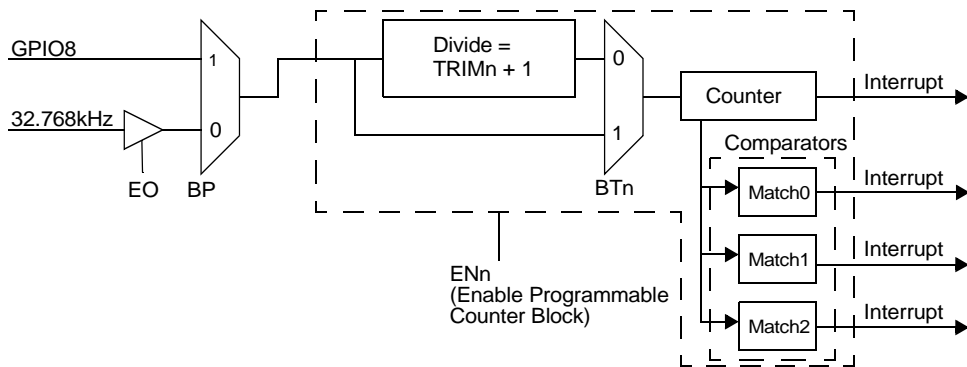 GPIO8
1
32.768kHz
0
EO
BP
Divide =
TRIMn + 1
0
1
BTn
Counter
Interrupt
Comparators
Match0
Interrupt
Match1
Interrupt
Match2
Interrupt
ENn
(Enable Programmable
Counter Block)